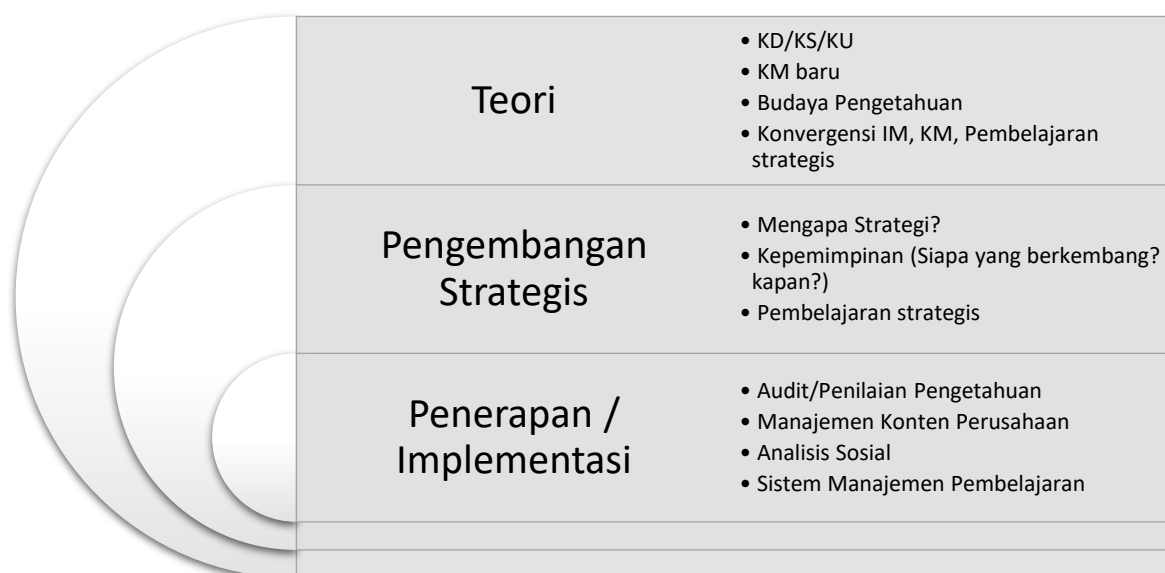 Teori
• KD/KS/KU
• KM baru
• Budaya Pengetahuan
• Konvergensi IM, KM, Pembelajaran
strategis
Pengembangan
Strategis
• Mengapa Strategi?
• Kepemimpinan (Siapa yang berkembang?
kapan?)
• Pembelajaran strategis
Penerapan /
Implementasi
• Audit/Penilaian Pengetahuan
• Manajemen Konten Perusahaan
• Analisis Sosial
• Sistem Manajemen Pembelajaran